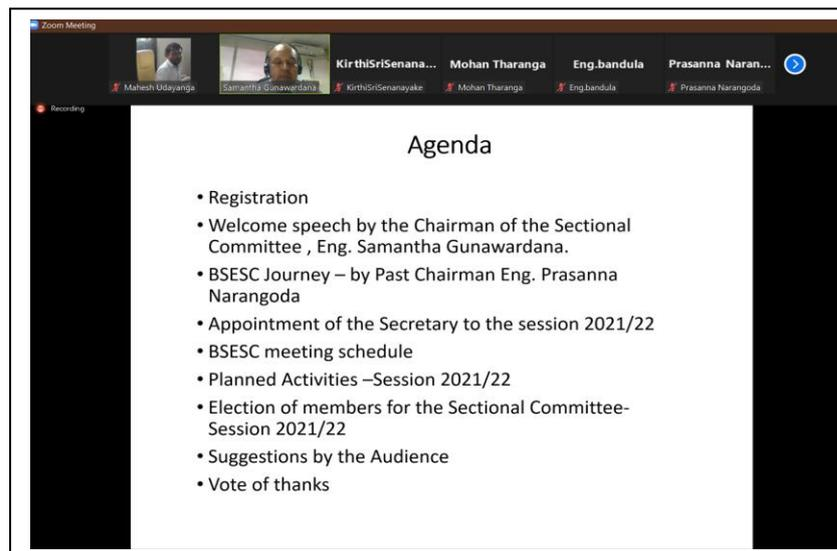 Zoom Meeting
KirthiSriSenana... Mohan Tharanga Eng.bandula Prasanna Naran...
Mahesh Udayanga Samantha Gunawardana KirthiSriSenanayake Mohan Tharanga Eng.bandula Prasanna Narangoda
Recording
Agenda
• Registration
• Welcome speech by the Chairman of the Sectional
Committee , Eng. Samantha Gunawardana.
• BSESC Journey – by Past Chairman Eng. Prasanna
Narangoda
• Appointment of the Secretary to the session 2021/22
• BSESC meeting schedule
• Planned Activities –Session 2021/22
• Election of members for the Sectional Committee-
Session 2021/22
• Suggestions by the Audience
• Vote of thanks